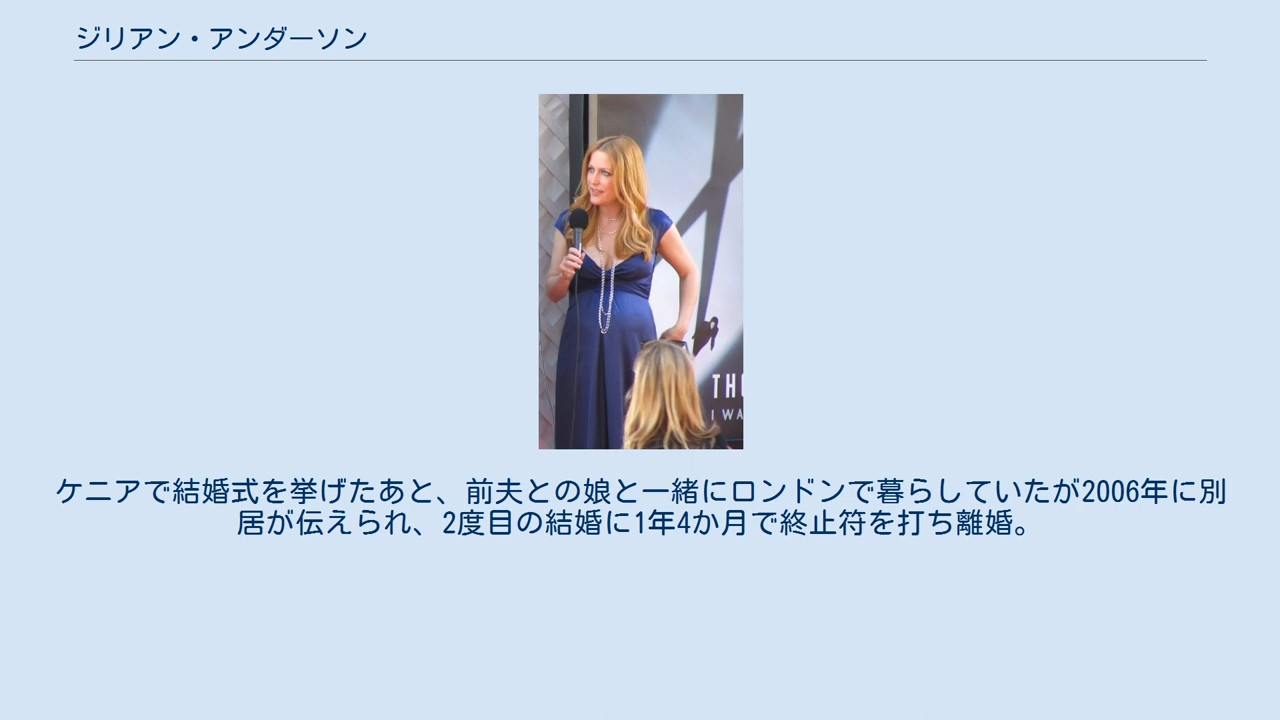 ジリアン・アンダーソン
THE
I WA
ケニアで結婚式を挙げたあと、前夫との娘と一緒にロンドンで暮らしていたが2006年に別
居が伝えられ、2度目の結婚に1年4か月で終止符を打ち離婚。